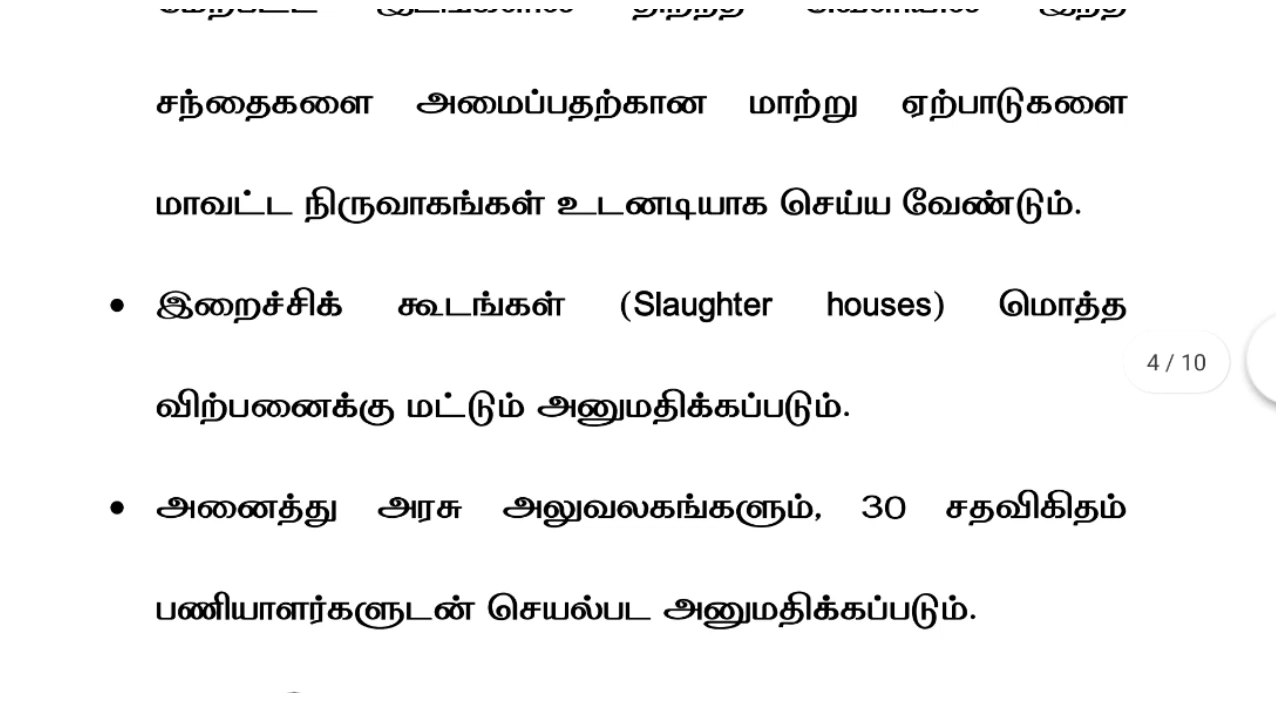 சந்தைகளை அமைப்பதற்கான மாற்று ஏற்பாடுகளை
மாவட்ட நிருவாகங்கள் உடனடியாக செய்ய வேண்டும்.
• இறைச்சிக் கூடங்கள் (Slaughter houses) மொத்த
4 / 10
விற்பனைக்கு மட்டும் அனுமதிக்கப்படும்.
• அனைத்து அரசு அலுவலகங்களும், 30 சதவிகிதம்
பணியாளர்களுடன் செயல்பட அனுமதிக்கப்படும்.